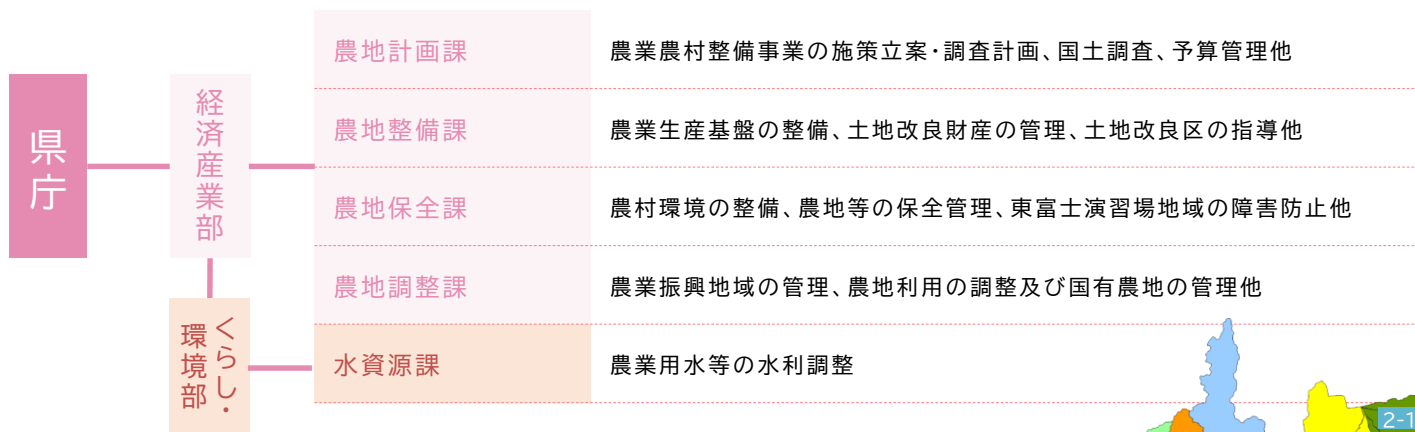 県庁
経済産業部
農地計画課
農業農村整備事業の施策立案・調査計画、国土調査、予算管理他
農地整備課
農業生産基盤の整備、土地改良財産の管理、土地改良区の指導他
農地保全課
農村環境の整備、農地等の保全管理、東富士演習場地域の障害防止他
農地調整課
農業振興地域の管理、農地利用の調整及び国有農地の管理他
くらし・
環境部
水資源課
農業用水等の水利調整
2-1